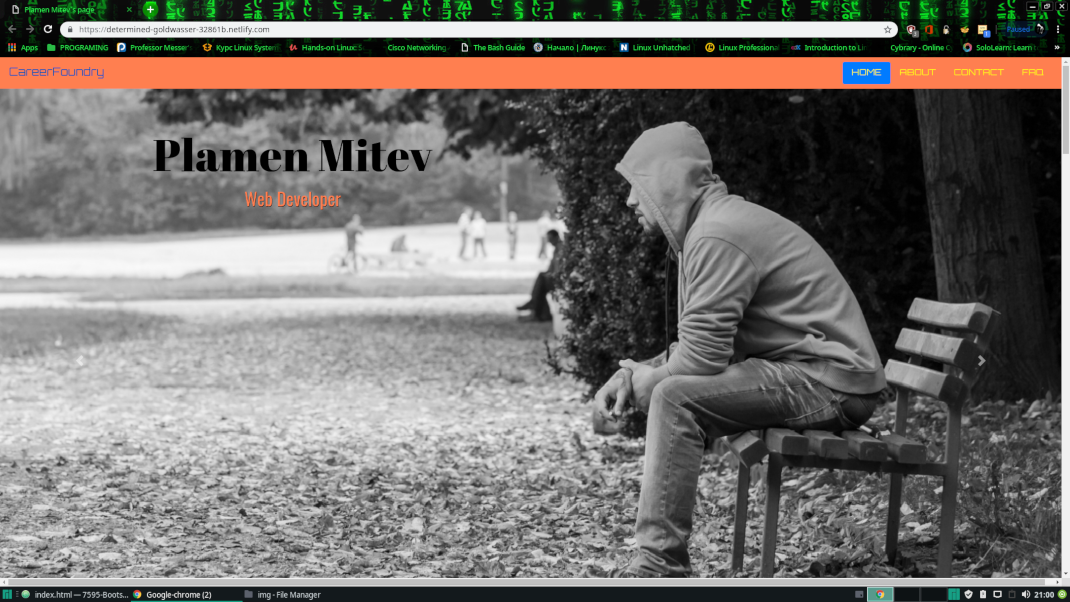 Plamen Mitev's page
https://determined-goldwasser-32861b.netlify.com
Paused
Apps PROGRAMING Professor Messer Курс Linux System Hands-on Linux: S Cisco Networking The Bash Guide Начало | Линукс Linux Unhatched Linux Professional Introduction to Li Cybrary - Online C SoloLearn: Learn t »
CareerFoundry
HOME ABOUT CONTACT FAQ
Plamen Mitev
Web Developer
index.html — 7595-Boots... Google-chrome (2) img - File Manager 21:00